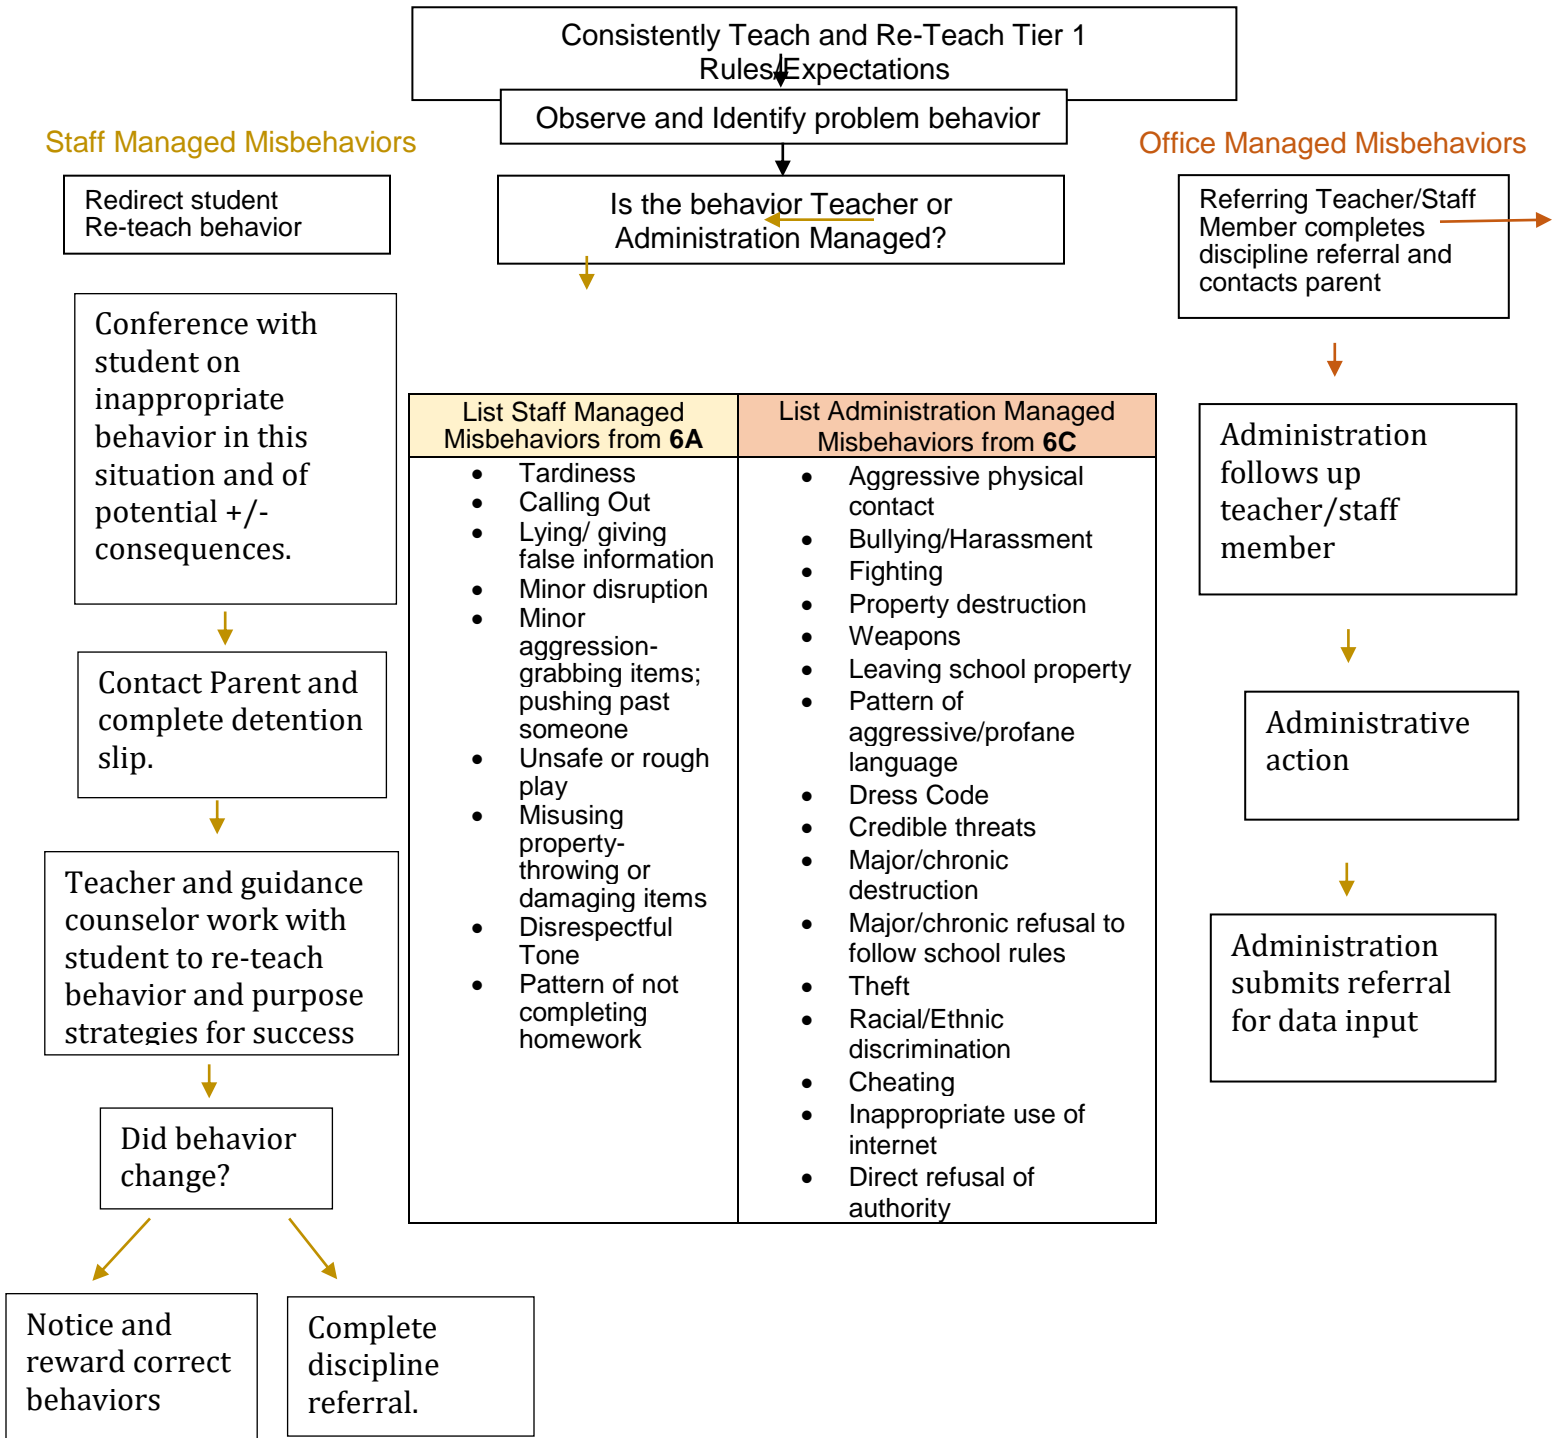 Consistently Teach and Re-Teach Tier 1
Rules/Expectations
Observe and Identify problem behavior
Is the behavior Teacher or
Administration Managed?
Staff Managed Misbehaviors
Redirect student
Re-teach behavior
Conference with
student on
inappropriate
behavior in this
situation and of
potential +/-
consequences.
Contact Parent and
complete detention
slip.
Teacher and guidance
counselor work with
student to re-teach
behavior and purpose
strategies for success
Did behavior
change?
Notice and
reward correct
behaviors
Complete
discipline
referral.
List Staff Managed
Misbehaviors from 6A
• Tardiness
• Calling Out
• Lying/ giving
false information
• Minor disruption
• Minor
aggression-
grabbing items;
pushing past
someone
• Unsafe or rough
play
• Misusing
property-
throwing or
damaging items
• Disrespectful
Tone
• Pattern of not
completing
homework
List Administration Managed
Misbehaviors from 6C
• Aggressive physical
contact
• Bullying/Harassment
• Fighting
• Property destruction
• Weapons
• Leaving school property
• Pattern of
aggressive/profane
language
• Dress Code
• Credible threats
• Major/chronic
destruction
• Major/chronic refusal to
follow school rules
• Theft
• Racial/Ethnic
discrimination
• Cheating
• Inappropriate use of
internet
• Direct refusal of
authority
Office Managed Misbehaviors
Referring Teacher/Staff
Member completes
discipline referral and
contacts parent
Administration
follows up
teacher/staff
member
Administrative
action
Administration
submits referral
for data input